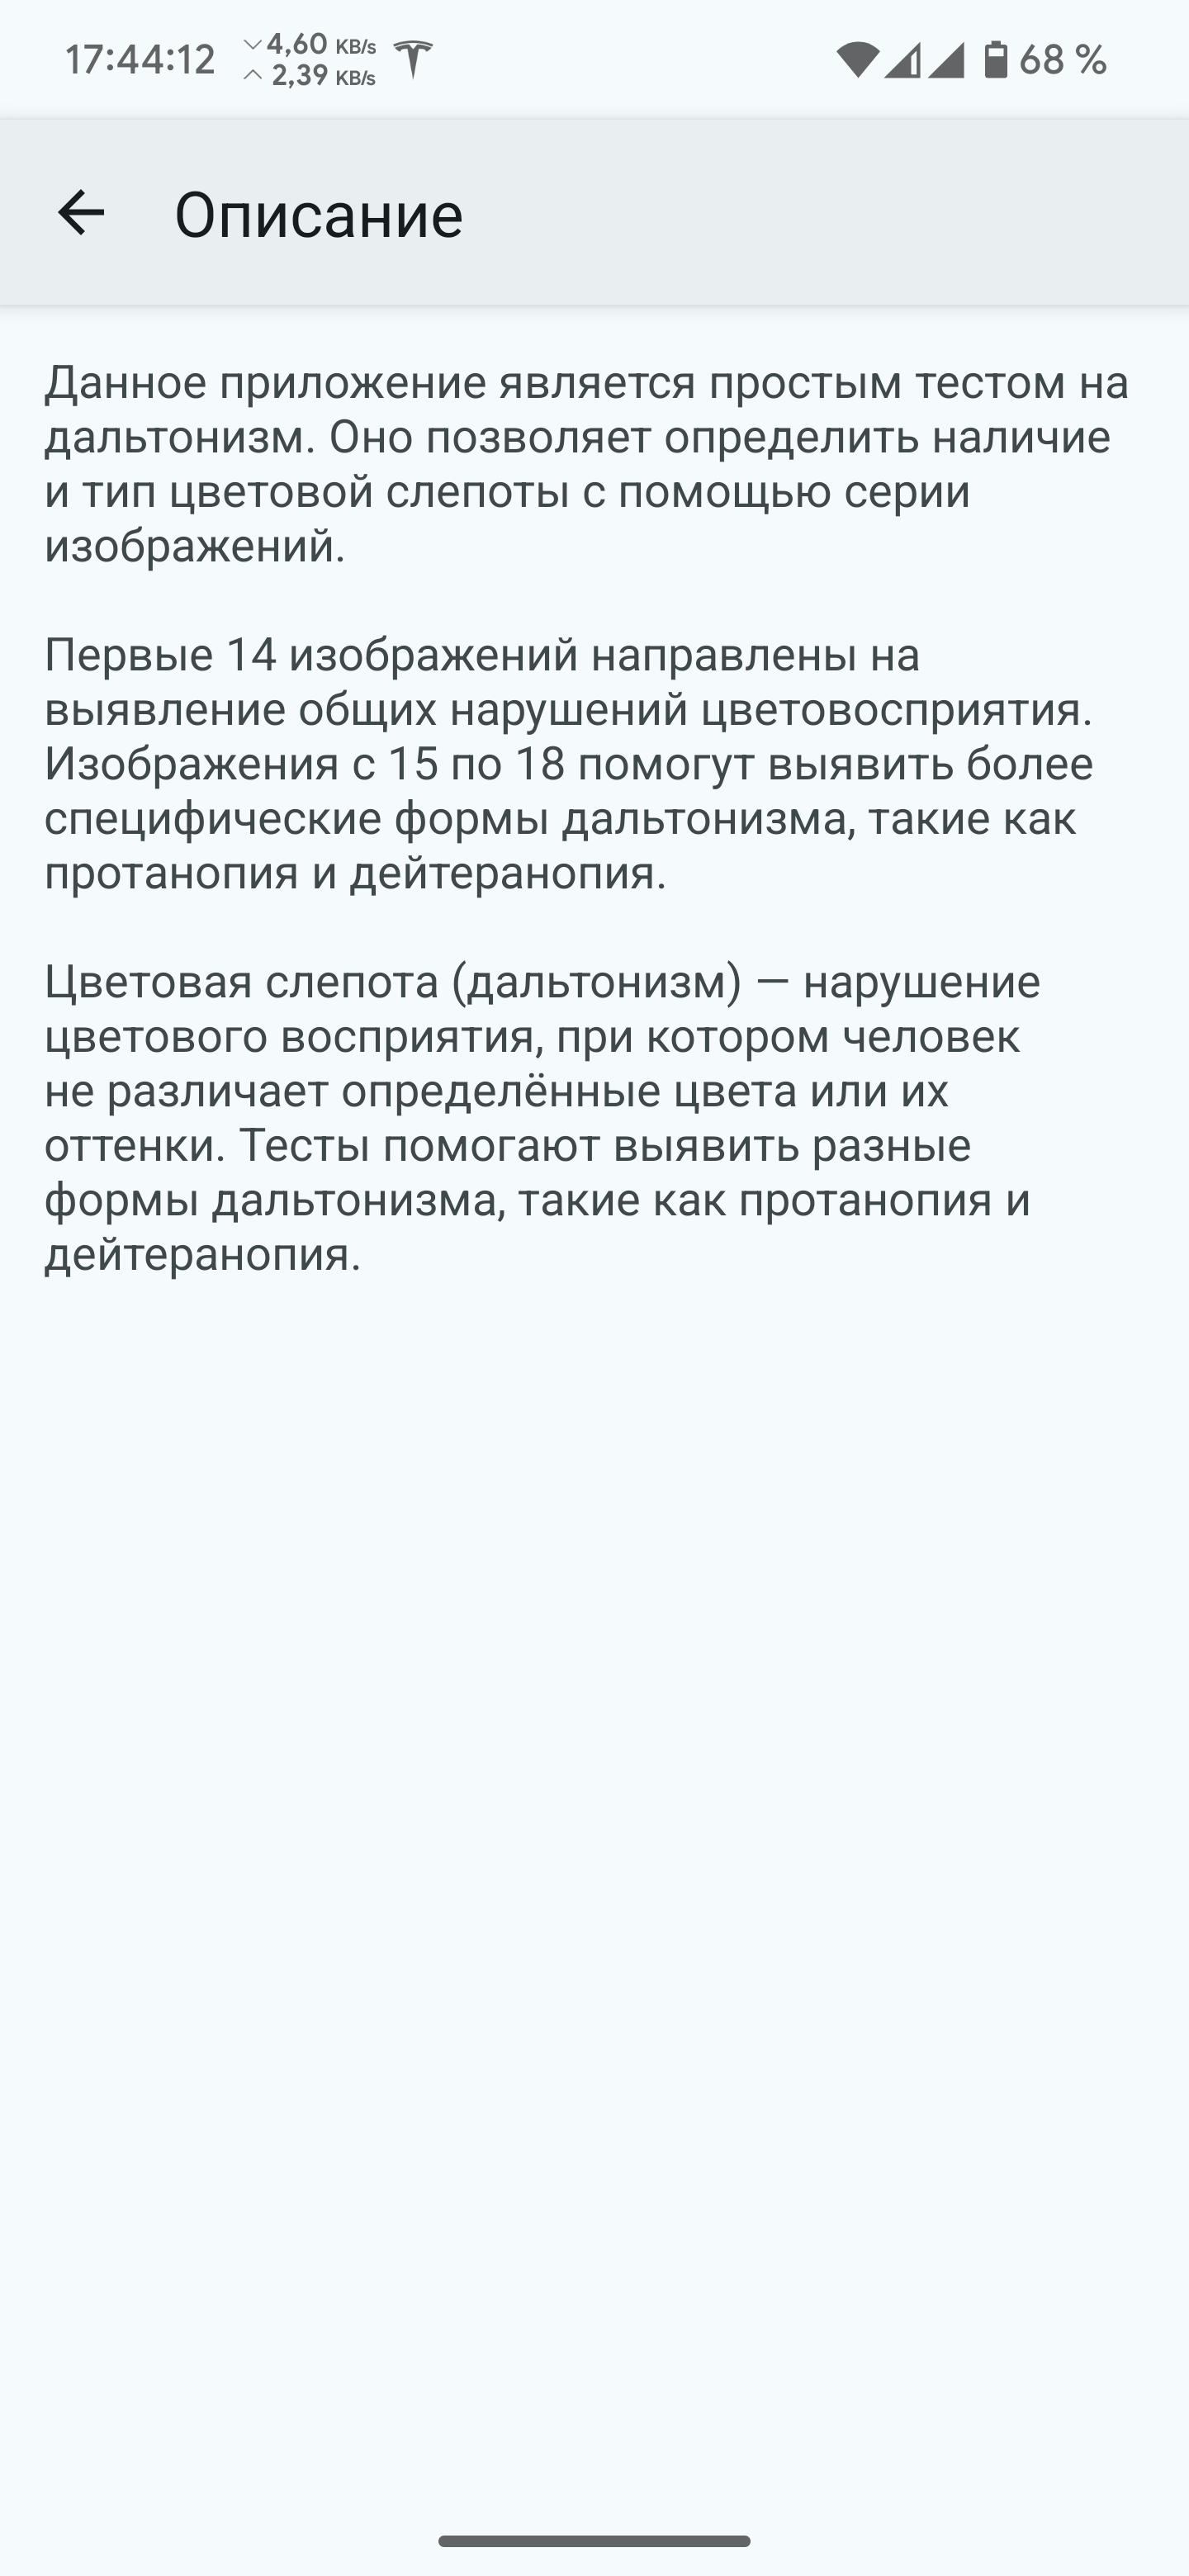 17:44:12
4,60 KB/s
2,39 KB/s
68 %
Описание
Данное приложение является простым тестом на
дальтонизм. Оно позволяет определить наличие
и тип цветовой слепоты с помощью серии
изображений.
Первые 14 изображений направлены на
выявление общих нарушений цветовосприятия.
Изображения с 15 по 18 помогут выявить более
специфические формы дальтонизма, такие как
протанопия и дейтеранопия.
Цветовая слепота (дальтонизм) — нарушение
цветового восприятия, при котором человек
не различает определённые цвета или их
оттенки. Тесты помогают выявить разные
формы дальтонизма, такие как протанопия и
дейтеранопия.